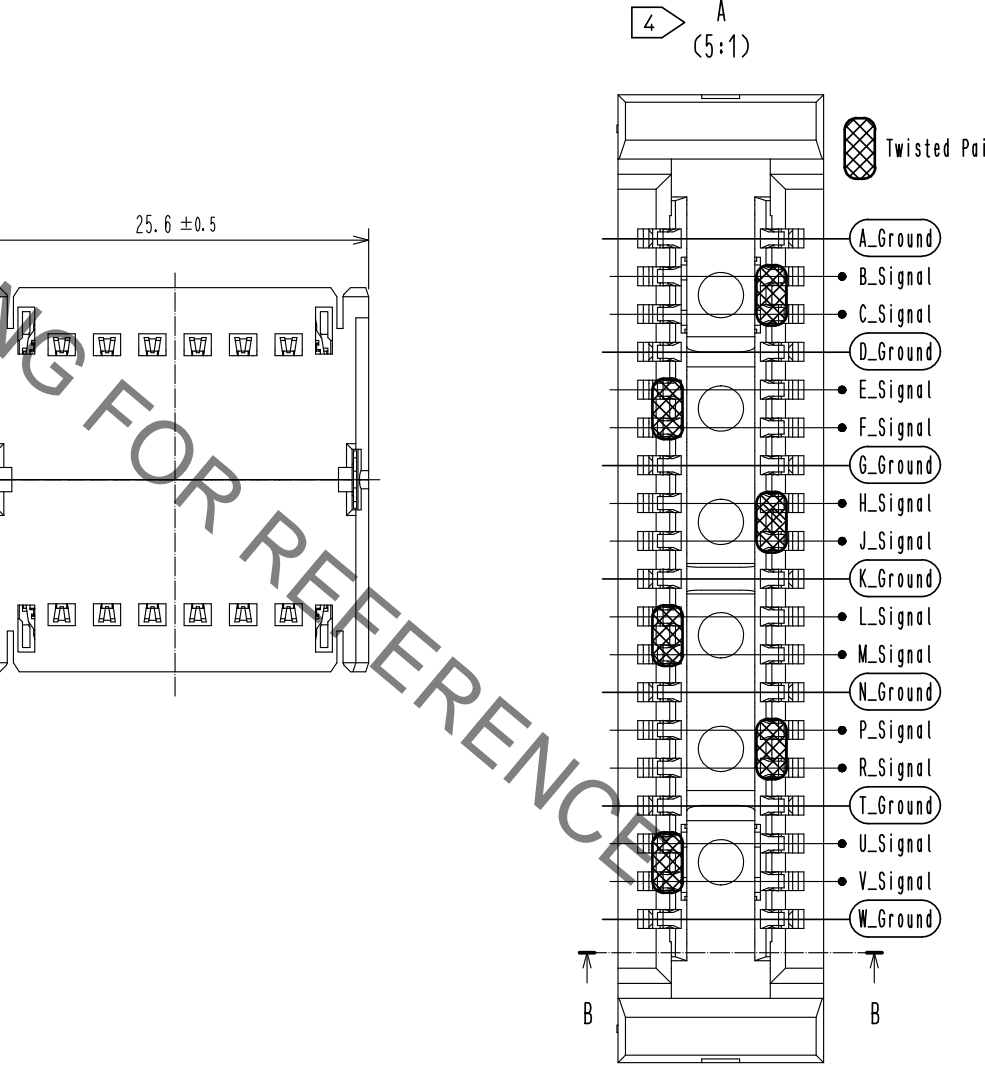 4
A
(5:1)
Twisted Pai
25.6 ±0.5
A_Ground
B_Signal
C_Signal
D_Ground
E_Signal
F_Signal
G_Ground
H_Signal
J_Signal
K_Ground
L_Signal
M_Signal
N_Ground
P_Signal
R_Signal
T_Ground
U_Signal
V_Signal
W_Ground
B B
NG FOR REFERENCE